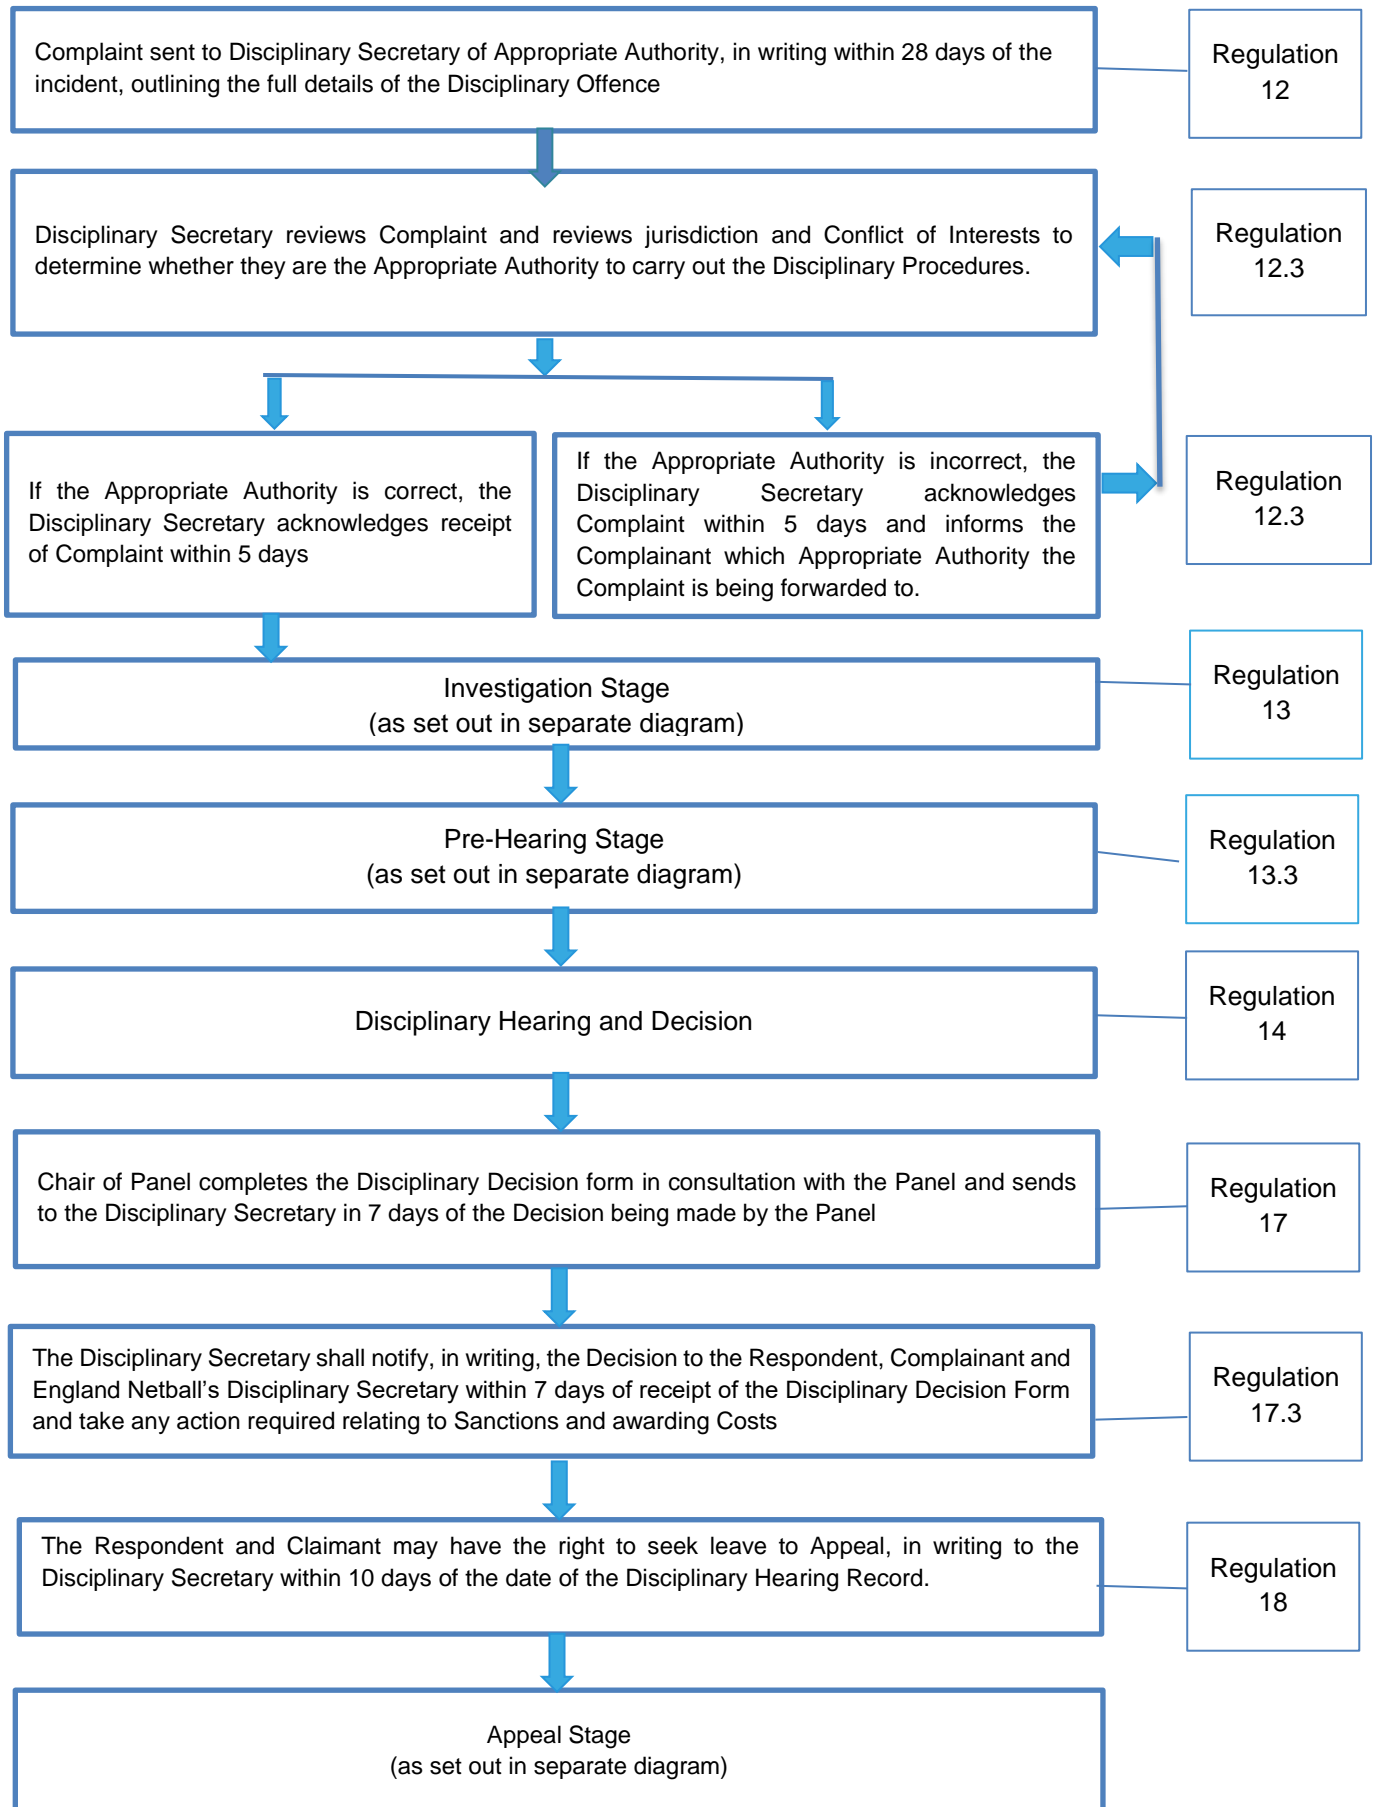 Complaint sent to Disciplinary Secretary of Appropriate Authority, in writing within 28 days of the
incident, outlining the full details of the Disciplinary Offence
Regulation
12
Disciplinary Secretary reviews Complaint and reviews jurisdiction and Conflict of Interests to
determine whether they are the Appropriate Authority to carry out the Disciplinary Procedures.
Regulation
12.3
If the Appropriate Authority is correct, the
Disciplinary Secretary acknowledges receipt
of Complaint within 5 days
If the Appropriate Authority is incorrect, the
Disciplinary Secretary acknowledges
Complaint within 5 days and informs the
Complainant which Appropriate Authority the
Complaint is being forwarded to.
Regulation
12.3
Investigation Stage
(as set out in separate diagram)
Regulation
13
Pre-Hearing Stage
(as set out in separate diagram)
Regulation
13.3
Disciplinary Hearing and Decision
Regulation
14
Chair of Panel completes the Disciplinary Decision form in consultation with the Panel and sends
to the Disciplinary Secretary in 7 days of the Decision being made by the Panel
Regulation
17
The Disciplinary Secretary shall notify, in writing, the Decision to the Respondent, Complainant and
England Netball's Disciplinary Secretary within 7 days of receipt of the Disciplinary Decision Form
and take any action required relating to Sanctions and awarding Costs
Regulation
17.3
The Respondent and Claimant may have the right to seek leave to Appeal, in writing to the
Disciplinary Secretary within 10 days of the date of the Disciplinary Hearing Record.
Regulation
18
Appeal Stage
(as set out in separate diagram)